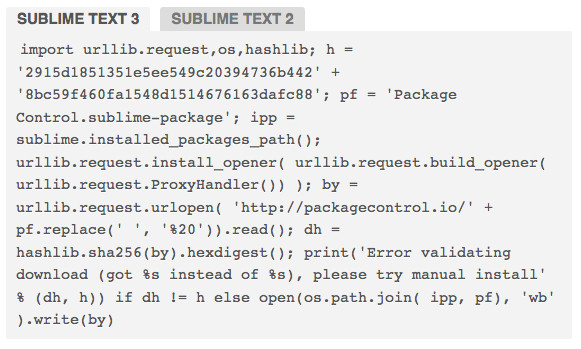 SUBLIME TEXT 3 SUBLIME TEXT 2
import urllib.request,os,hashlib; h =
'2915d1851351e5ee549c20394736b442' +
'8bc59f460fa1548d1514676163dafc88'; pf = 'Package
Control.sublime-package'; ipp =
sublime.installed_packages_path();
urllib.request.install_opener( urllib.request.build_opener(
urllib.request.ProxyHandler()) ); by =
urllib.request.urlopen( 'http://packagecontrol.io/' +
pf.replace(' ', '%20')).read(); dh =
hashlib.sha256(by).hexdigest(); print('Error validating
download (got %s instead of %s), please try manual install'
% (dh, h)) if dh != h else open(os.path.join( ipp, pf), 'wb'
).write(by)